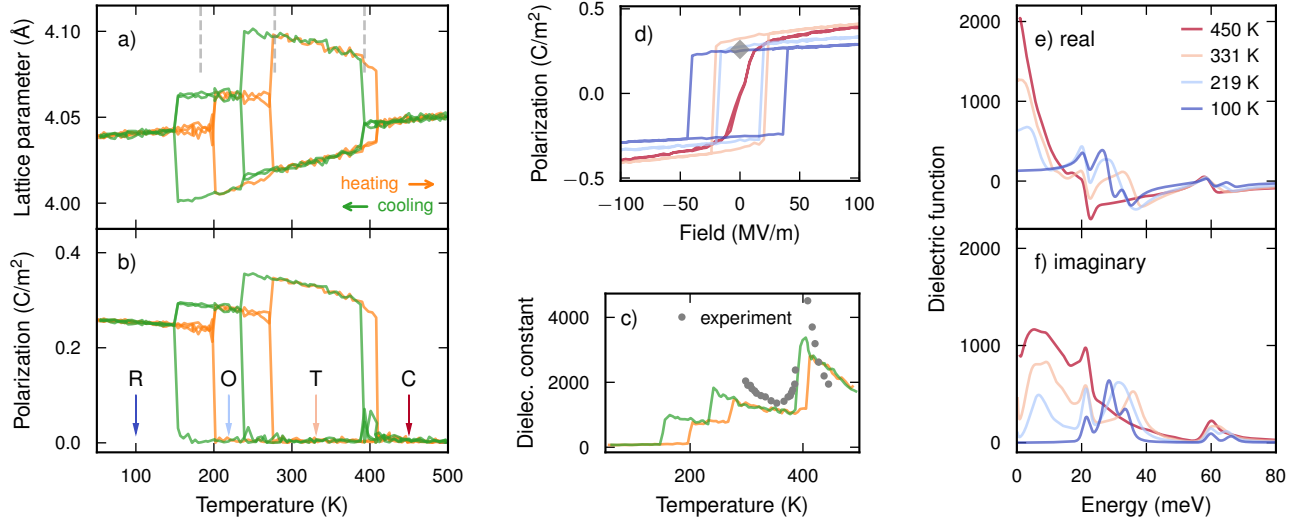 a)
Lattice parameter (Å)
4.10
4.05
4.00
heating
cooling
b)
Polarization (C/m²)
0.4
0.2
0.0
R
O
T
C
100
200
300
400
500
Temperature (K)
d)
Polarization (C/m²)
0.5
0.0
−0.5
−100
−50
0
50
100
Field (MV/m)
c)
experiment
Dielec. constant
4000
2000
0
200
400
Temperature (K)
e) real
450 K
331 K
219 K
100 K
2000
1000
0
Dielectric function
f) imaginary
2000
1000
0
0
20
40
60
80
Energy (meV)